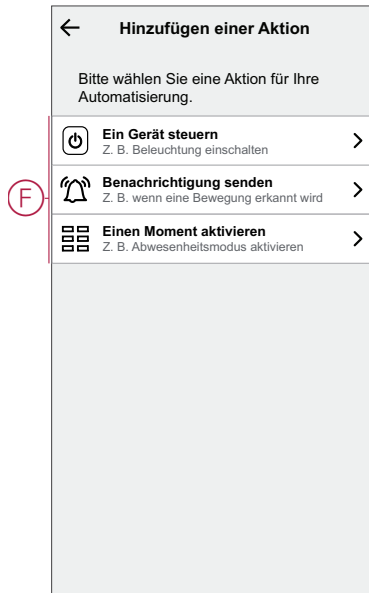 Hinzufügen einer Aktion
Bitte wählen Sie eine Aktion für Ihre
Automatisierung.
Ein Gerät steuern
Z. B. Beleuchtung einschalten
F
Benachrichtigung senden
Z. B. wenn eine Bewegung erkannt wird
Einen Moment aktivieren
Z. B. Abwesenheitsmodus aktivieren